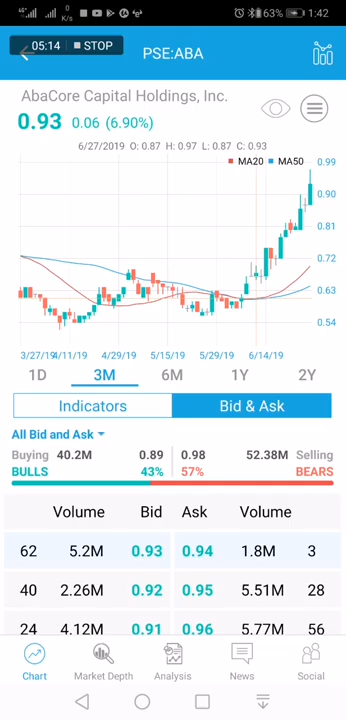 4G 0 K/s 63% 1:42
05:14 STOP
PSE:ABA
AbaCore Capital Holdings, Inc.
0.93 0.06 (6.90%)
6/27/2019 O: 0.87 H: 0.97 L: 0.87 C: 0.93
MA20 MA50
0.99
0.90
0.81
0.72
0.63
0.54
3/27/19 4/11/19 4/29/19 5/15/19 5/29/19 6/14/19
1D 3M 6M 1Y 2Y
Indicators Bid & Ask
All Bid and Ask
Buying 40.2M 0.89 0.98 52.38M Selling
BULLS 43% 57% BEARS
Volume Bid Ask Volume
62 5.2M 0.93 0.94 1.8M 3
40 2.26M 0.92 0.95 5.51M 28
24 4.12M 0.91 0.96 5.77M 56
Chart Market Depth Analysis News Social